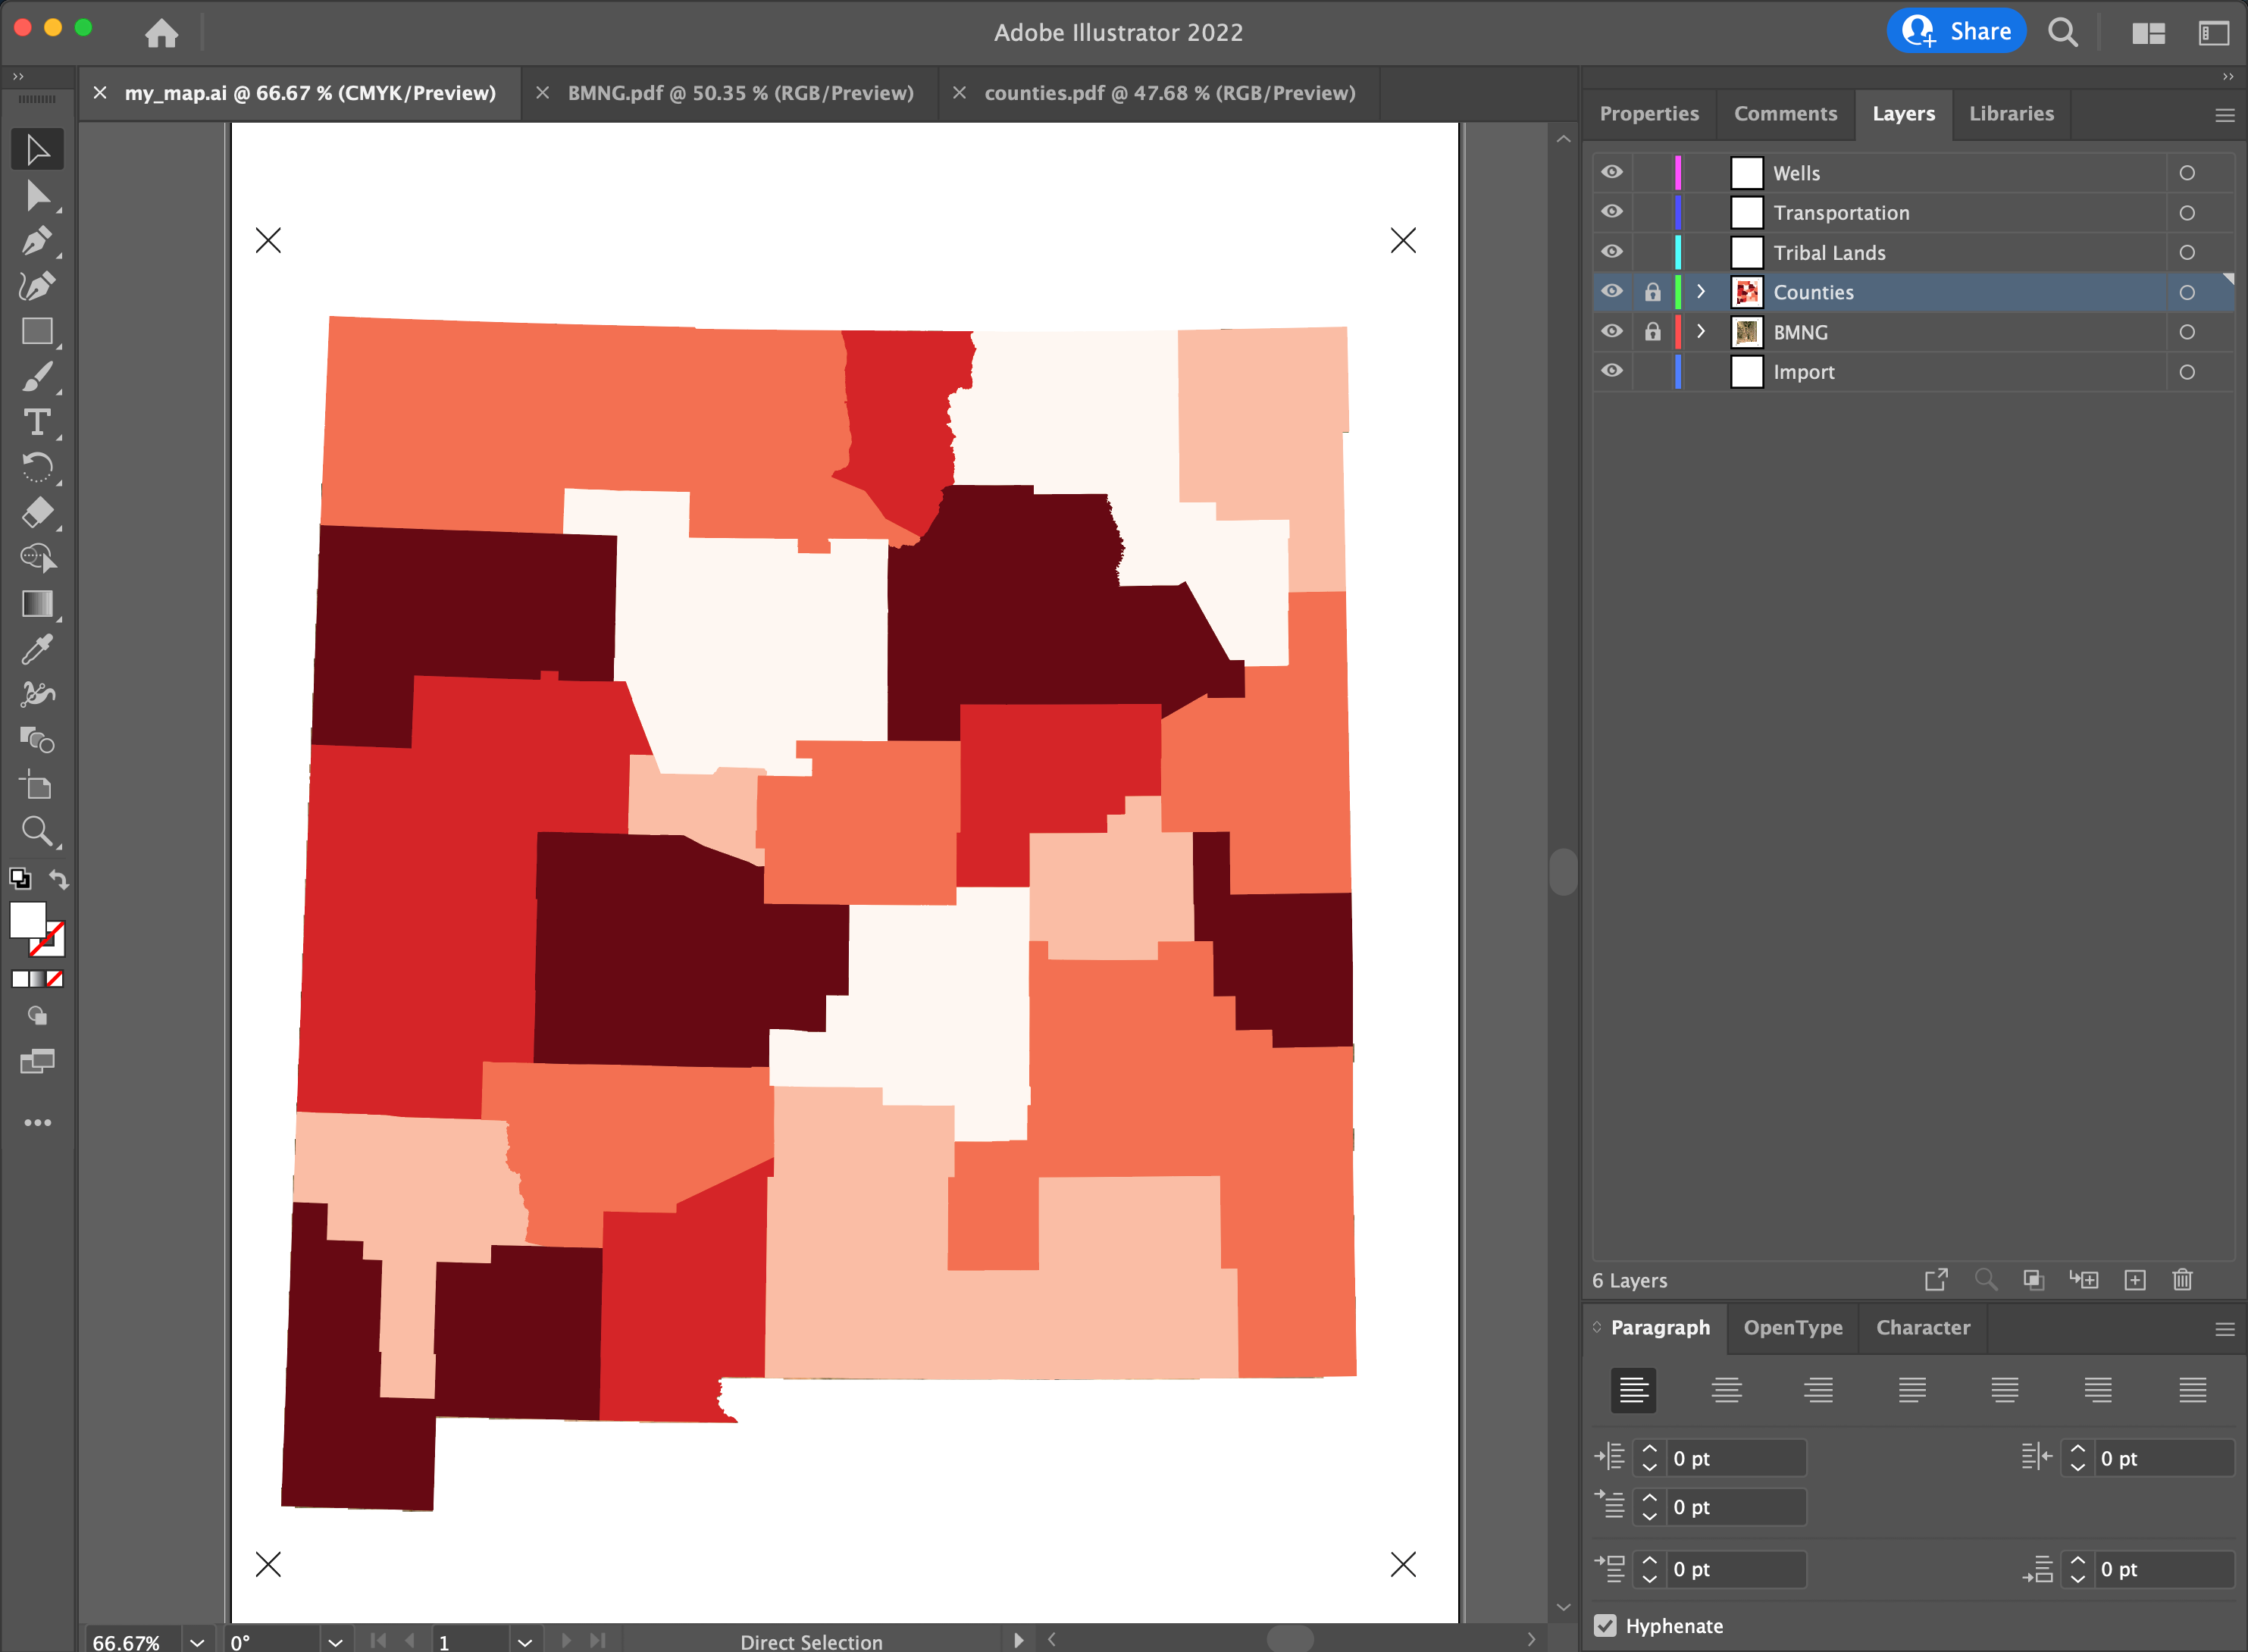 Adobe Illustrator 2022
Share
my_map.ai @ 66.67 % (CMYK/Preview)
BMNG.pdf @ 50.35 % (RGB/Preview)
counties.pdf @ 47.68 % (RGB/Preview)
Properties
Comments
Layers
Libraries
Wells
Transportation
Tribal Lands
Counties
BMNG
Import
6 Layers
Paragraph
OpenType
Character
0 pt
0 pt
0 pt
0 pt
0 pt
Hyphenate
66.67%
0°
1
Direct Selection